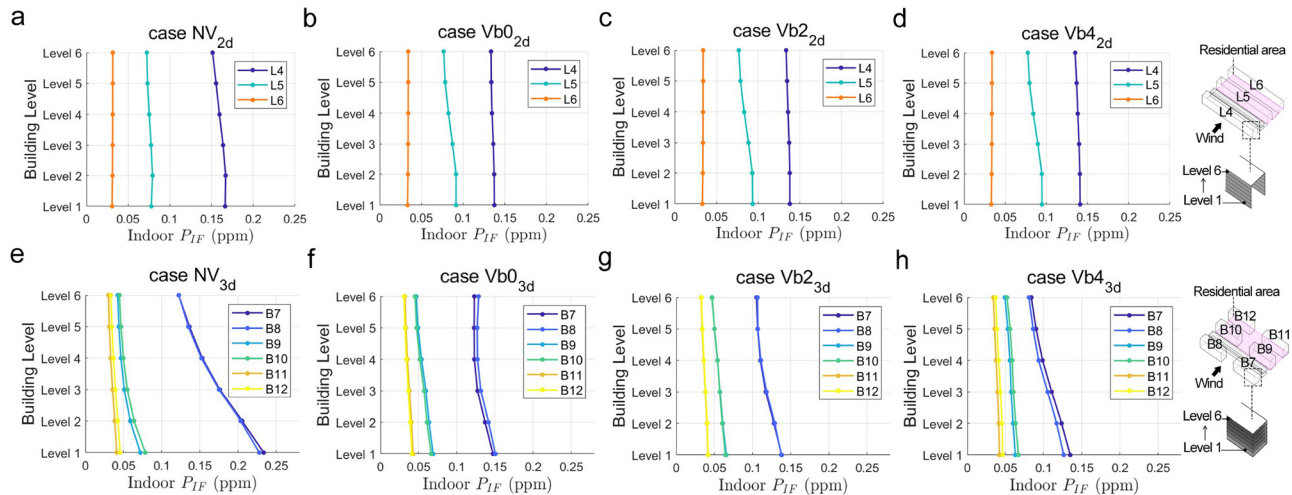 a
case NV2d
Building Level
Level 6
Level 5
Level 4
Level 3
Level 2
Level 1
L4
L5
L6
0
0.05
0.1
0.15
0.2
0.25
Indoor PIF (ppm)
b
case Vb02d
Building Level
Level 6
Level 5
Level 4
Level 3
Level 2
Level 1
L4
L5
L6
0
0.05
0.1
0.15
0.2
0.25
Indoor PIF (ppm)
c
case Vb22d
Building Level
Level 6
Level 5
Level 4
Level 3
Level 2
Level 1
L4
L5
L6
0
0.05
0.1
0.15
0.2
0.25
Indoor PIF (ppm)
d
case Vb42d
Building Level
Level 6
Level 5
Level 4
Level 3
Level 2
Level 1
L4
L5
L6
0
0.05
0.1
0.15
0.2
0.25
Indoor PIF (ppm)
Residential area
L6
L5
L4
Wind
Level 6
Level 1
e
case NV3d
Building Level
Level 6
Level 5
Level 4
Level 3
Level 2
Level 1
B7
B8
B9
B10
B11
B12
0
0.05
0.1
0.15
0.2
0.25
Indoor PIF (ppm)
f
case Vb03d
Building Level
Level 6
Level 5
Level 4
Level 3
Level 2
Level 1
B7
B8
B9
B10
B11
B12
0
0.05
0.1
0.15
0.2
0.25
Indoor PIF (ppm)
g
case Vb23d
Building Level
Level 6
Level 5
Level 4
Level 3
Level 2
Level 1
B7
B8
B9
B10
B11
B12
0
0.05
0.1
0.15
0.2
0.25
Indoor PIF (ppm)
h
case Vb43d
Building Level
Level 6
Level 5
Level 4
Level 3
Level 2
Level 1
B7
B8
B9
B10
B11
B12
0
0.05
0.1
0.15
0.2
0.25
Indoor PIF (ppm)
Residential area
B12
B10
B11
B8
B9
B7
Wind
Level 6
Level 1